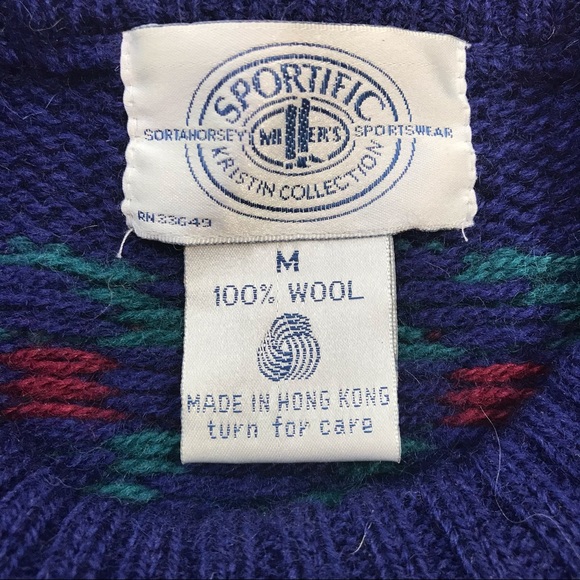 SPORTIFIC
SORTAHORSEY MILLER'S SPORTSWEAR
KRISTIN COLLECTION
RN 33649
M
100% WOOL
MADE IN HONG KONG
turn for care